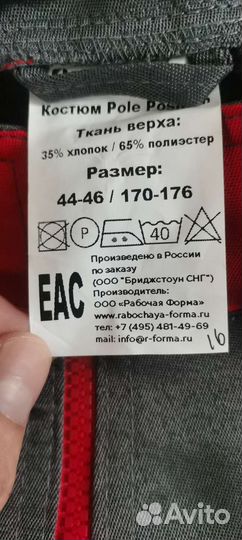 Костюм Pole Position
Ткань верха:
35% хлопок / 65% полиэстер
Размер:
44-46 / 170-176
P
40
EAC
Произведено в России
по заказу
(ООО "Бриджстоун СНГ")
Производитель:
ООО «Рабочая Форма»
www.rabochaya-forma.ru
тел: +7 (495) 481-49-69
mail: info@r-forma.ru
16
Avito